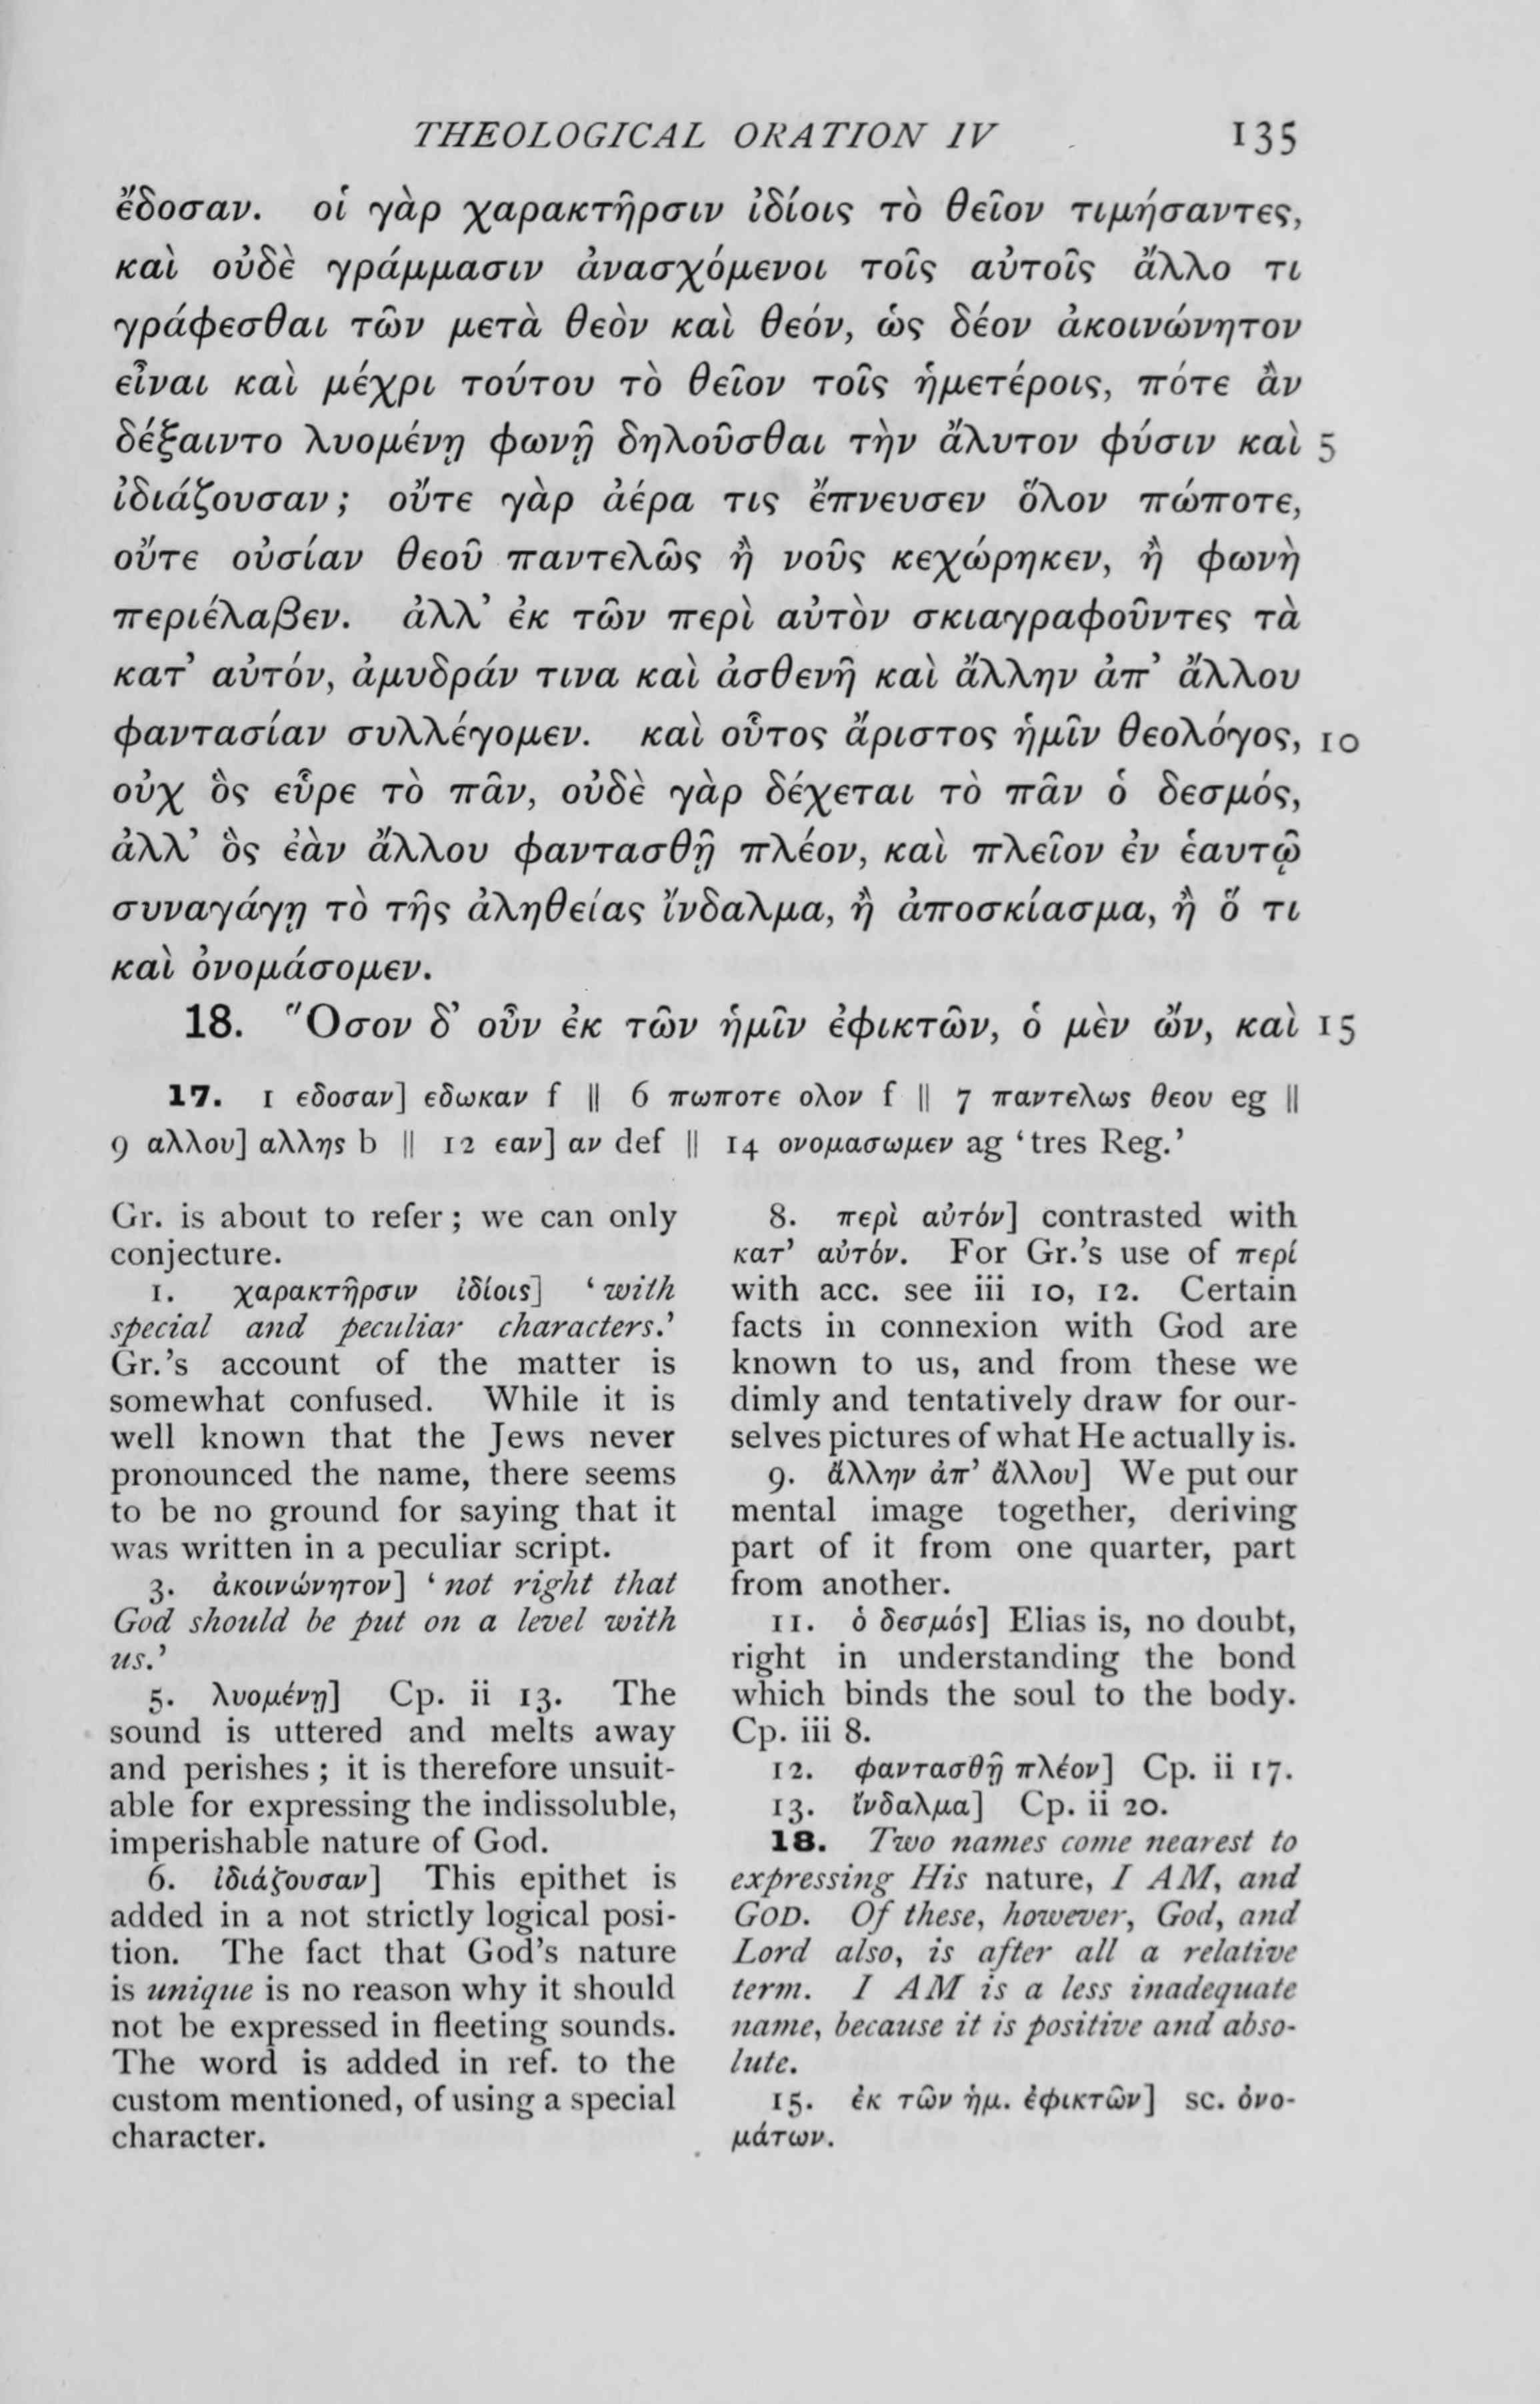 THEOLOGICAL ORATION IV 135
ἔδοσαν. οἱ γὰρ χαρακτῆρσιν ἰδίοις τὸ θεῖον τιμήσαντες,
καὶ οὐδὲ γράμμασιν ἀνασχόμενοι τοῖς αὐτοῖς ἄλλο τι
γράφεσθαι τῶν μετὰ θεὸν καὶ θεόν, ὡς δέον ἀκοινώνητον
εἶναι καὶ μέχρι τούτου τὸ θεῖον τοῖς ἡμετέροις, πότε ἂν
δέξαιντο λυομένῃ φωνῇ δηλοῦσθαι τὴν ἄλυτον φύσιν καὶ 5
ἰδιάζουσαν; οὔτε γὰρ ἀέρα τις ἔπνευσεν ὅλον πώποτε,
οὔτε οὐσίαν θεοῦ παντελῶς ἢ νοῦς κεχώρηκεν, ἢ φωνὴ
περιέλαβεν. ἀλλ’ ἐκ τῶν περὶ αὐτὸν σκιαγραφοῦντες τὰ
κατ’ αὐτόν, ἀμυδράν τινα καὶ ἀσθενῆ καὶ ἄλλην ἀπ’ ἄλλου
φαντασίαν συλλέγομεν. καὶ οὗτος ἄριστος ἡμῖν θεολόγος, 10
οὐχ ὃς εὗρε τὸ πᾶν, οὐδὲ γὰρ δέχεται τὸ πᾶν ὁ δεσμός,
ἀλλ’ ὃς ἐὰν ἄλλου φαντασθῇ πλέον, καὶ πλεῖον ἐν ἑαυτῷ
συναγάγῃ τὸ τῆς ἀληθείας ἴνδαλμα, ἢ ἀποσκίασμα, ἢ ὅ τι
καὶ ὀνομάσομεν.
18. Ὅσον δ’ οὖν ἐκ τῶν ἡμῖν ἐφικτῶν, ὁ μὲν ὤν, καὶ 15
17. 1 εδοσαν] εδωκαν f || 6 πωποτε ολον f || 7 παντελως θεου eg ||
9 αλλου] αλλης b || 12 εαν] αν def || 14 ονομασωμεν ag ‘tres Reg.’
Gr. is about to refer; we can only
conjecture.
1. χαρακτῆρσιν ἰδίοις] ‘with
special and peculiar characters.’
Gr.’s account of the matter is
somewhat confused. While it is
well known that the Jews never
pronounced the name, there seems
to be no ground for saying that it
was written in a peculiar script.
3. ἀκοινώνητον] ‘not right that
God should be put on a level with
us.’
5. λυομένῃ] Cp. ii 13. The
sound is uttered and melts away
and perishes; it is therefore unsuit-
able for expressing the indissoluble,
imperishable nature of God.
6. ἰδιάζουσαν] This epithet is
added in a not strictly logical posi-
tion. The fact that God’s nature
is unique is no reason why it should
not be expressed in fleeting sounds.
The word is added in ref. to the
custom mentioned, of using a special
character.
8. περὶ αὐτόν] contrasted with
κατ’ αὐτόν. For Gr.’s use of περί
with acc. see iii 10, 12. Certain
facts in connexion with God are
known to us, and from these we
dimly and tentatively draw for our-
selves pictures of what He actually is.
9. ἄλλην ἀπ’ ἄλλου] We put our
mental image together, deriving
part of it from one quarter, part
from another.
11. ὁ δεσμός] Elias is, no doubt,
right in understanding the bond
which binds the soul to the body.
Cp. iii 8.
12. φαντασθῇ πλέον] Cp. ii 17.
13. ἴνδαλμα] Cp. ii 20.
18. Two names come nearest to
expressing His nature, I AM, and
GOD. Of these, however, God, and
Lord also, is after all a relative
term. I AM is a less inadequate
name, because it is positive and abso-
lute.
15. ἐκ τῶν ἡμ. ἐφικτῶν] sc. ὀνο-
μάτων.